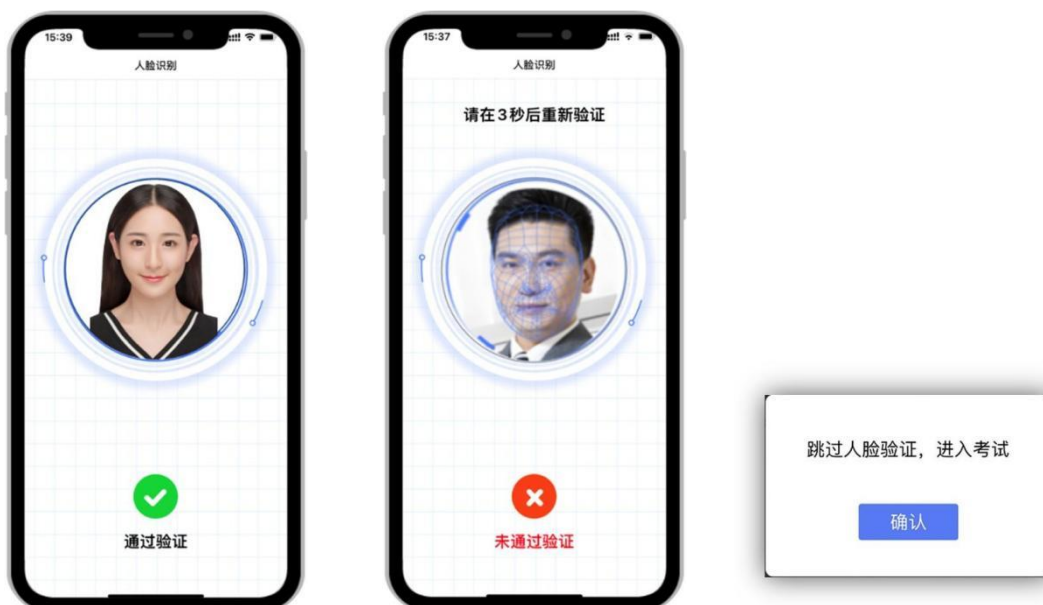 15:39
人脸识别
通过验证
15:37
人脸识别
请在3秒后重新验证
未通过验证
跳过人脸验证，进入考试
确认